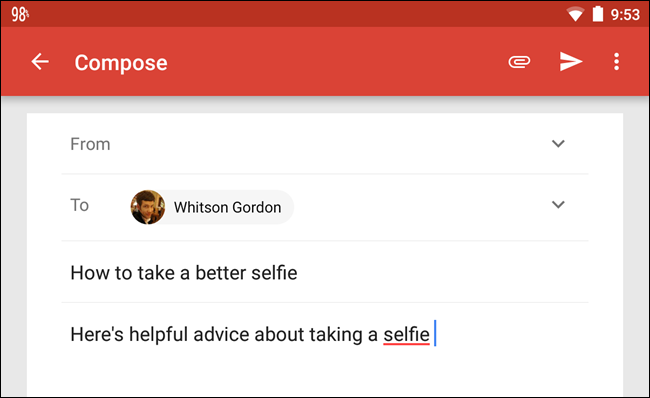 98% 9:53
Compose
From
To Whitson Gordon
How to take a better selfie
Here's helpful advice about taking a selfie